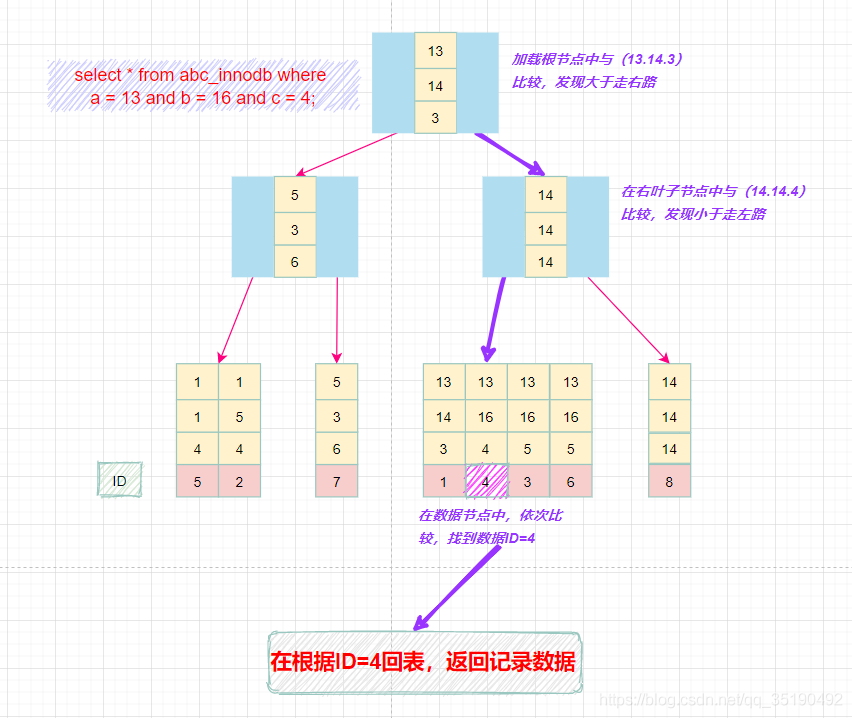 select * from abc_innodb where
a = 13 and b = 16 and c = 4;
13
14
3
加载根节点中与（13.14.3）
比较，发现大于走右路
5
3
6
14
14
14
在右叶子节点中与（14.14.4）
比较，发现小于走左路
1 1 5 13 13 13 13 14
1 5 3 14 16 16 16 14
4 4 6 3 4 5 5 14
ID 5 2 7 1 4 3 6 8
在数据节点中，依次比
较，找到数据ID=4
在根据ID=4回表，返回记录数据
https://blog.csdn.net/qq_35190492